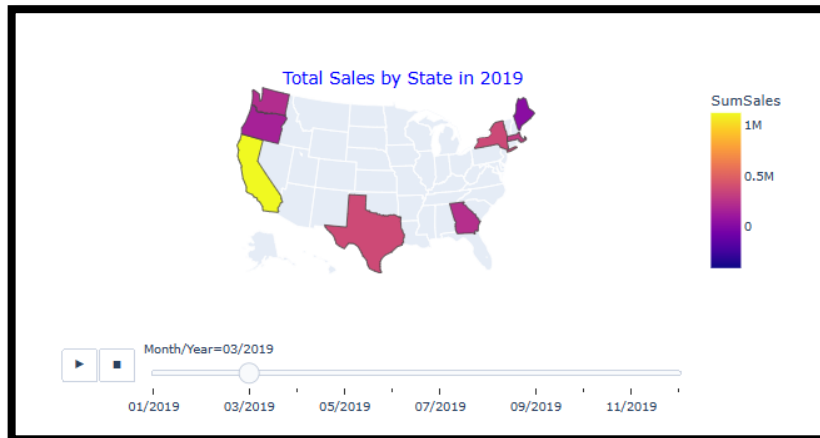 Total Sales by State in 2019
SumSales
1M
0.5M
0
Month/Year=03/2019
01/2019 03/2019 05/2019 07/2019 09/2019 11/2019